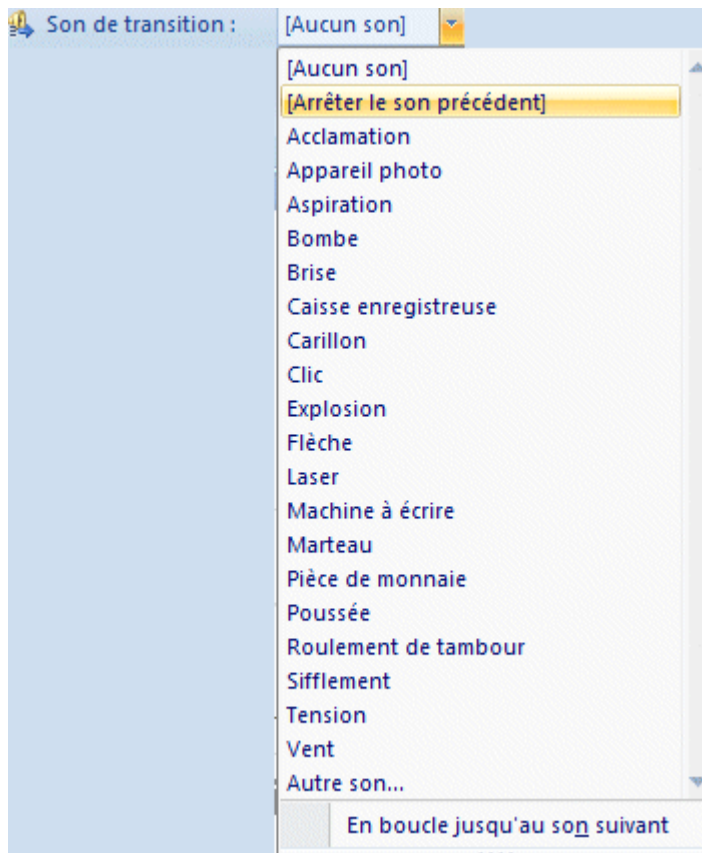 Son de transition : [Aucun son]
[Aucun son]
[Arrêter le son précédent]
Acclamation
Appareil photo
Aspiration
Bombe
Brise
Caisse enregistreuse
Carillon
Clic
Explosion
Flèche
Laser
Machine à écrire
Marteau
Pièce de monnaie
Poussée
Roulement de tambour
Sifflement
Tension
Vent
Autre son...
En boucle jusqu'au son suivant